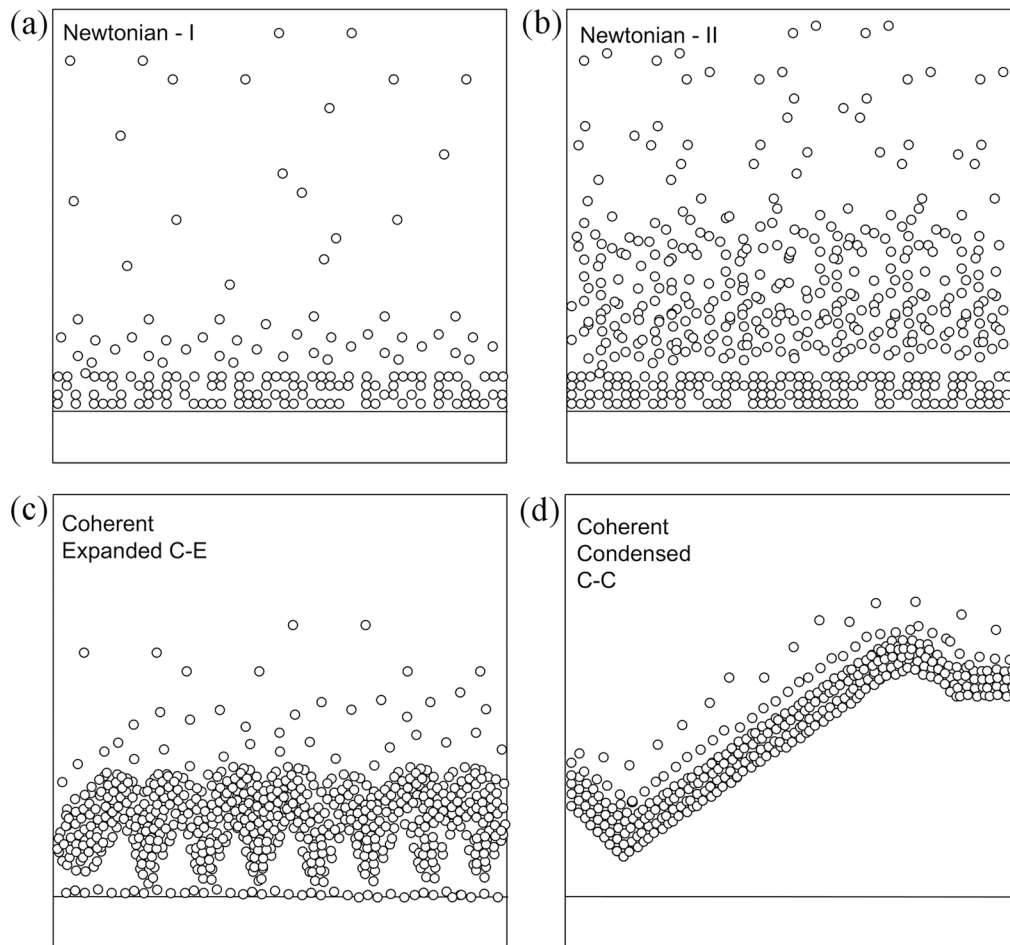 (a)
Newtonian - I
(b)
Newtonian - II
(c)
Coherent
Expanded C-E
(d)
Coherent
Condensed
C-C